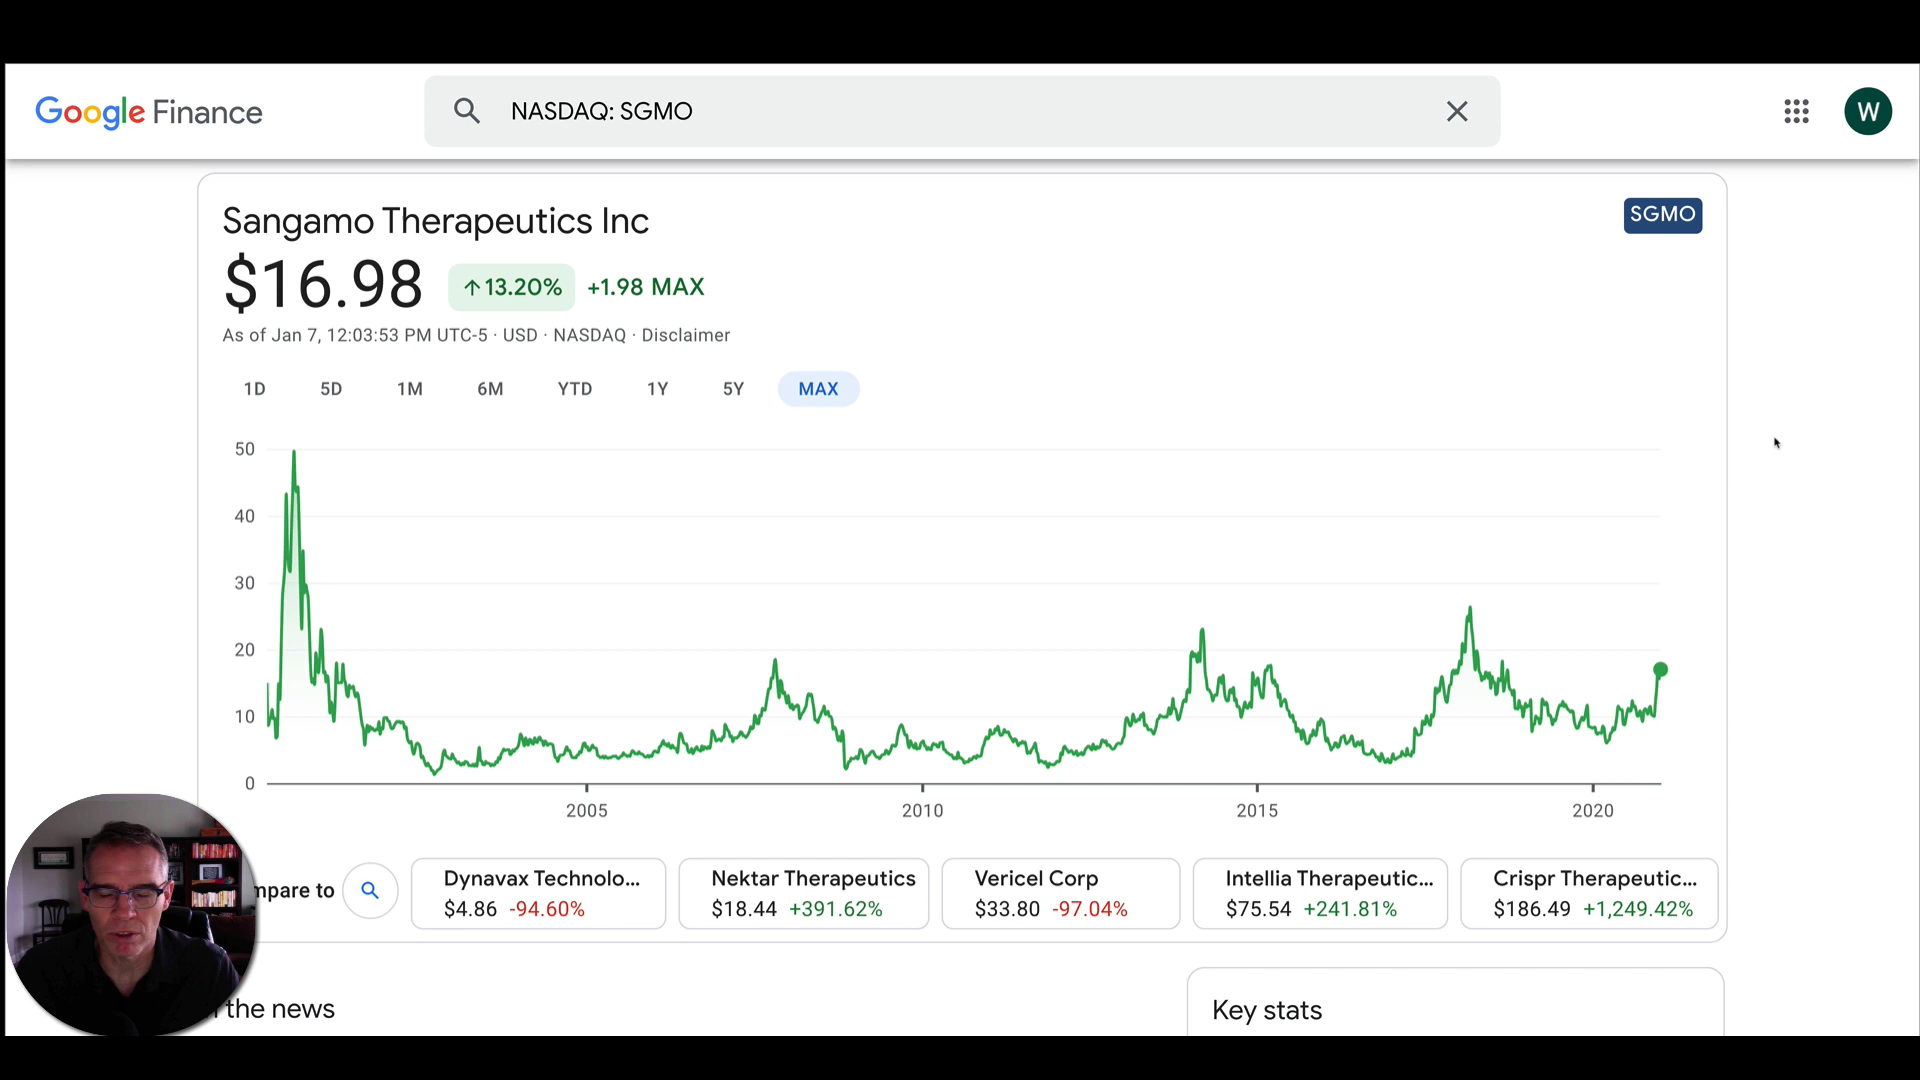 Google Finance
NASDAQ: SGMO
W
Sangamo Therapeutics Inc
SGMO
$16.98 ↑13.20% +1.98 MAX
As of Jan 7, 12:03:53 PM UTC-5 · USD · NASDAQ · Disclaimer
1D 5D 1M 6M YTD 1Y 5Y MAX
50
40
30
20
10
0
2005 2010 2015 2020
mpare to
Dynavax Technolo...
$4.86 -94.60%
Nektar Therapeutics
$18.44 +391.62%
Vericel Corp
$33.80 -97.04%
Intellia Therapeutic...
$75.54 +241.81%
Crispr Therapeutic...
$186.49 +1,249.42%
the news
Key stats